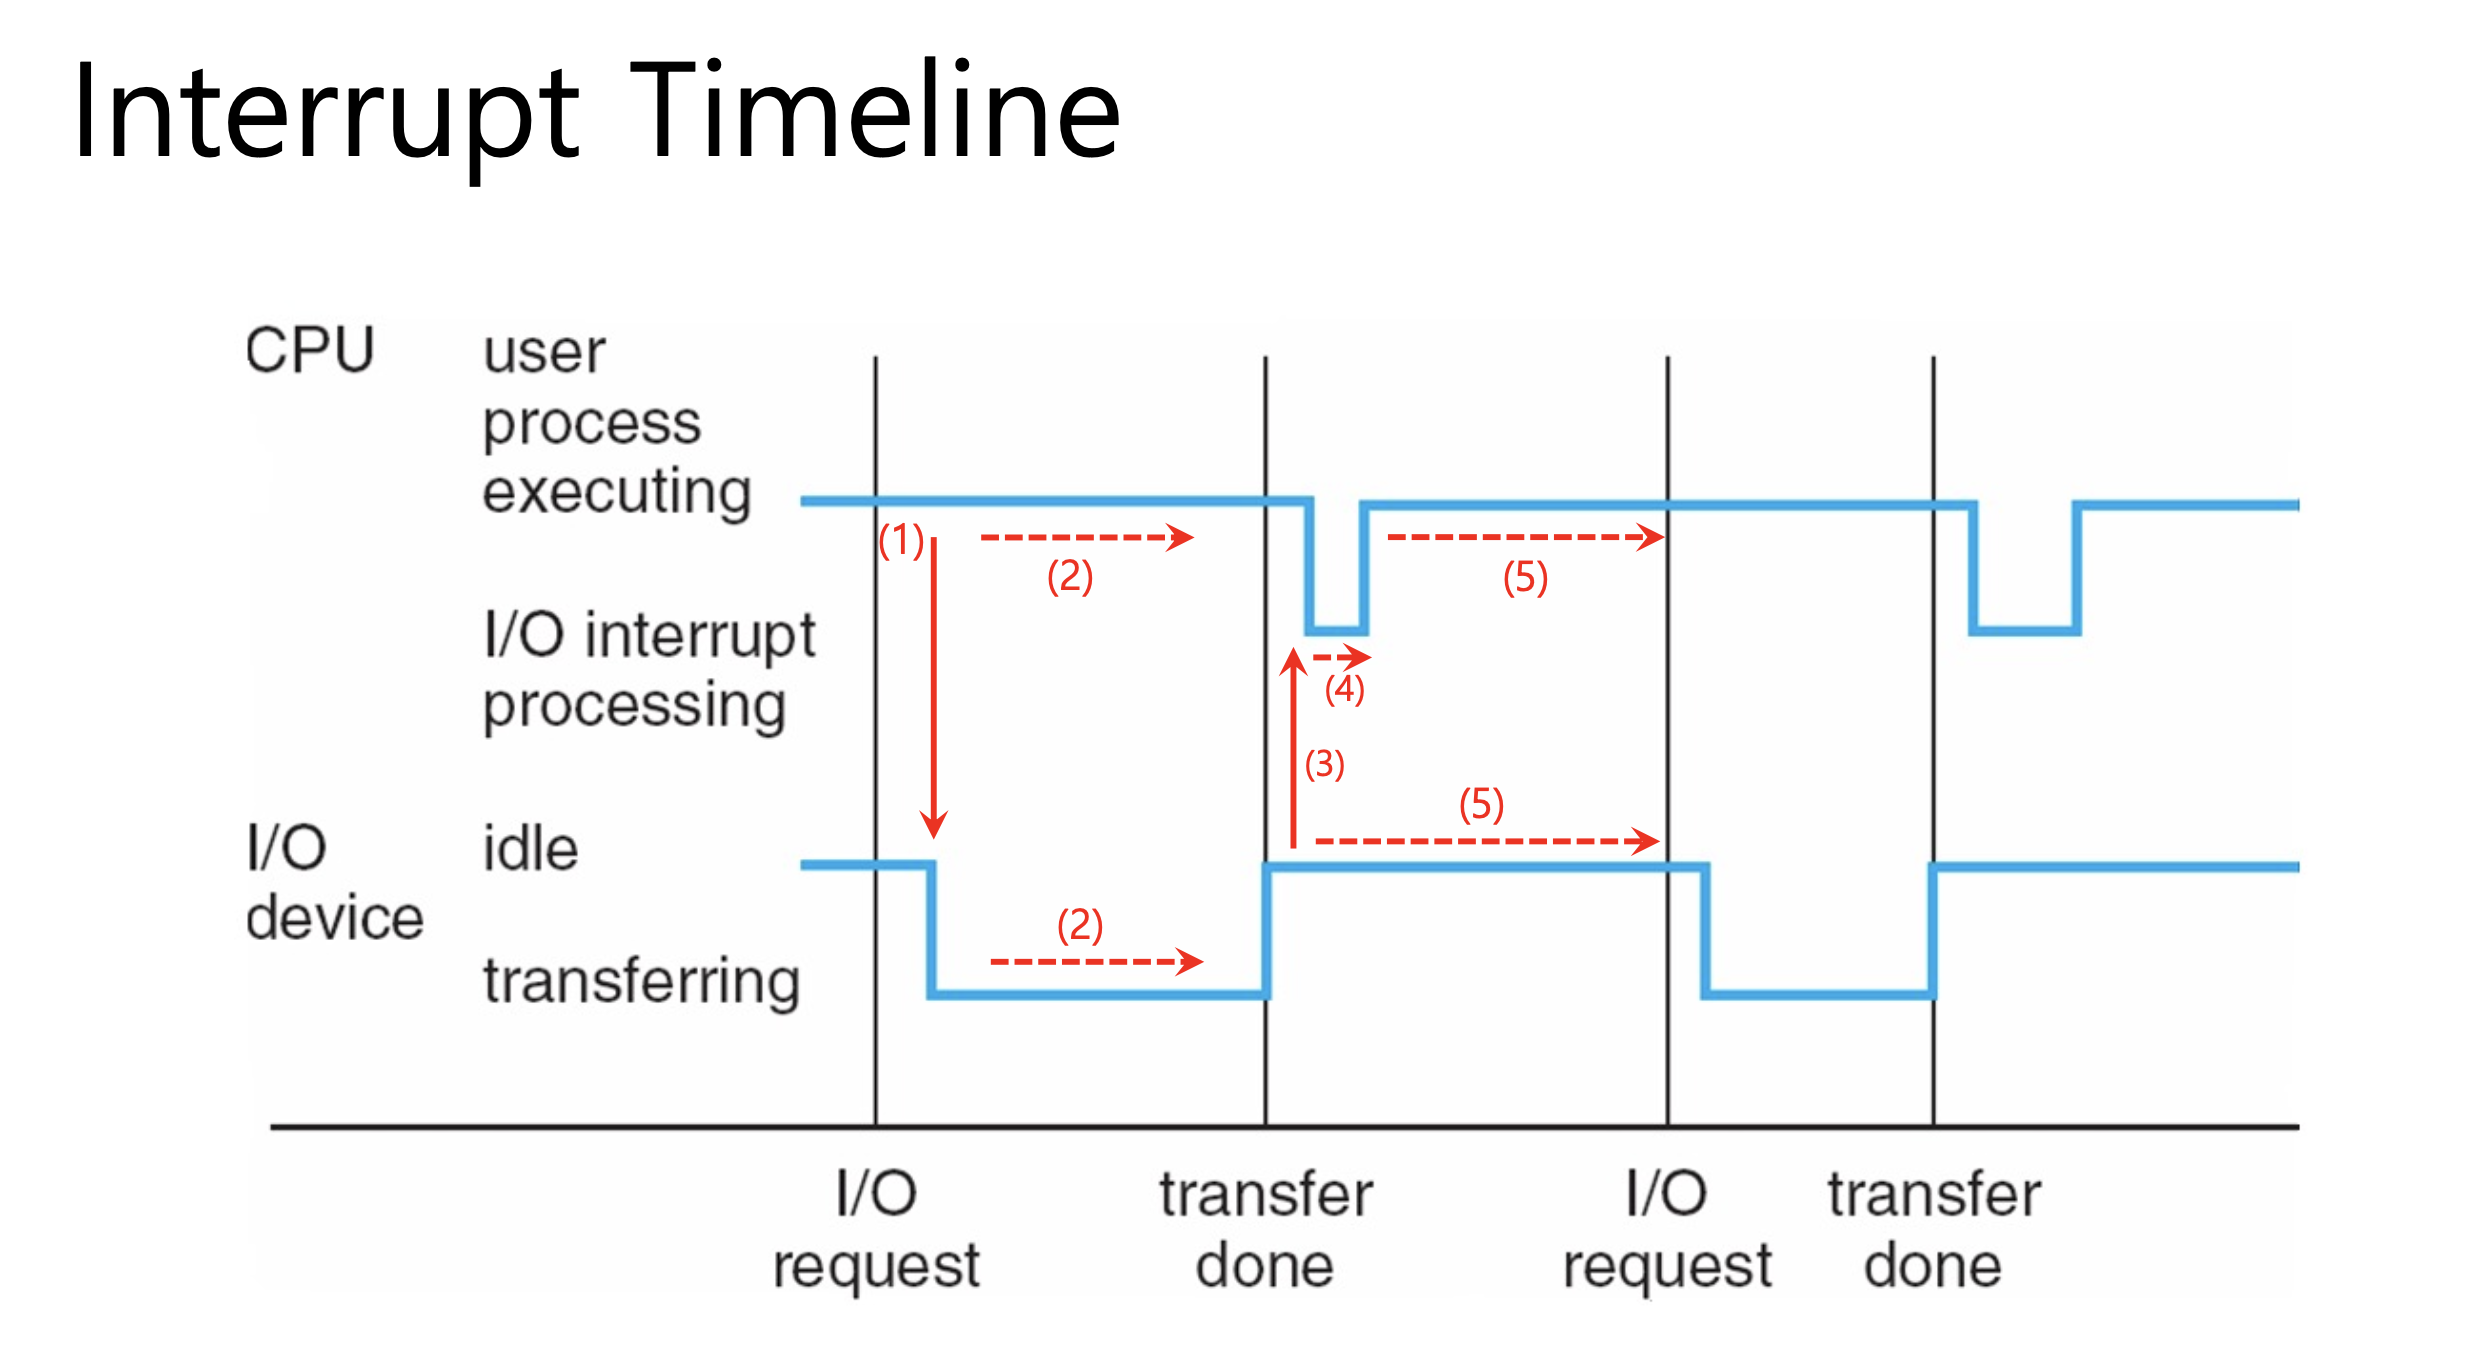 Interrupt Timeline
CPU
user
process
executing
(1)
(2)
(5)
I/O interrupt
processing
(4)
(3)
(5)
I/O
device
idle
(2)
transferring
I/O
request
transfer
done
I/O
request
transfer
done